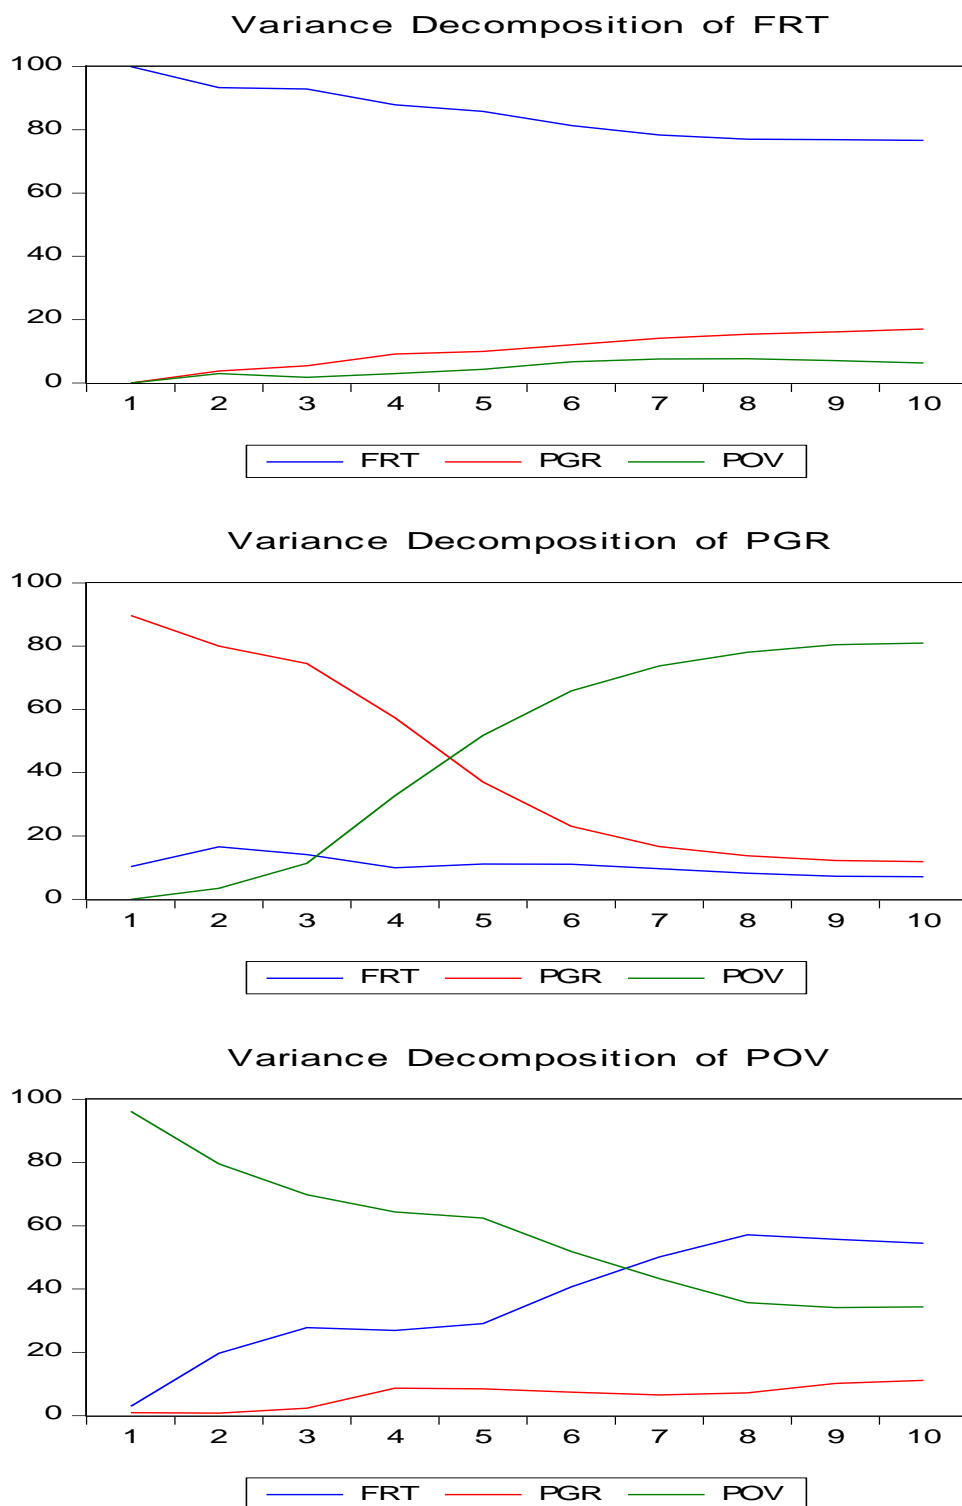 Variance Decomposition of FRT
100
80
60
40
20
0
1 2 3 4 5 6 7 8 9 10
FRT PGR POV
Variance Decomposition of PGR
100
80
60
40
20
0
1 2 3 4 5 6 7 8 9 10
FRT PGR POV
Variance Decomposition of POV
100
80
60
40
20
0
1 2 3 4 5 6 7 8 9 10
FRT PGR POV